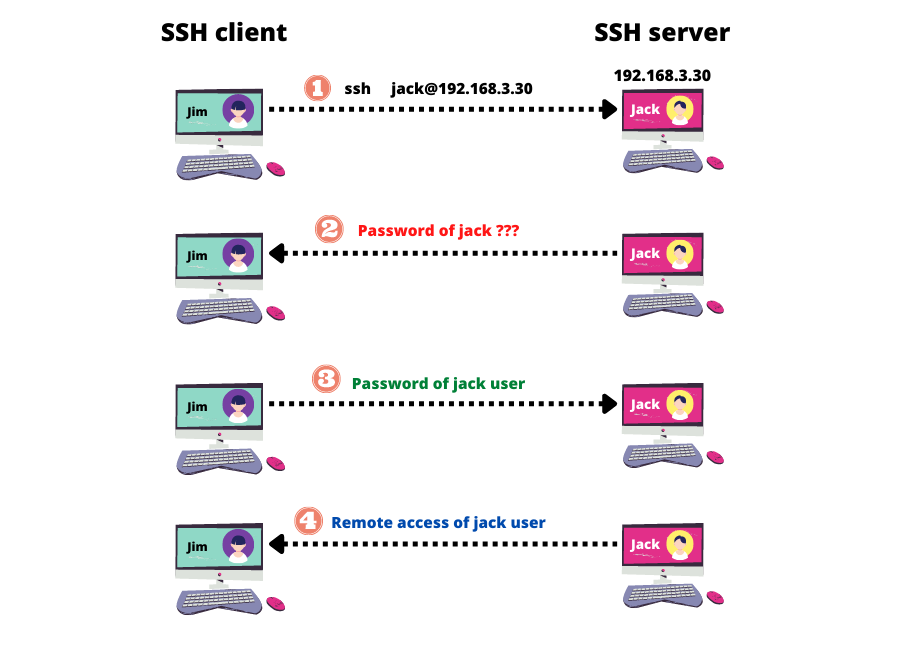 SSH client SSH server
192.168.3.30
1 ssh jack@192.168.3.30
Jim Jack
2 Password of jack ???
Jim Jack
3 Password of jack user
Jim Jack
4 Remote access of jack user
Jim Jack